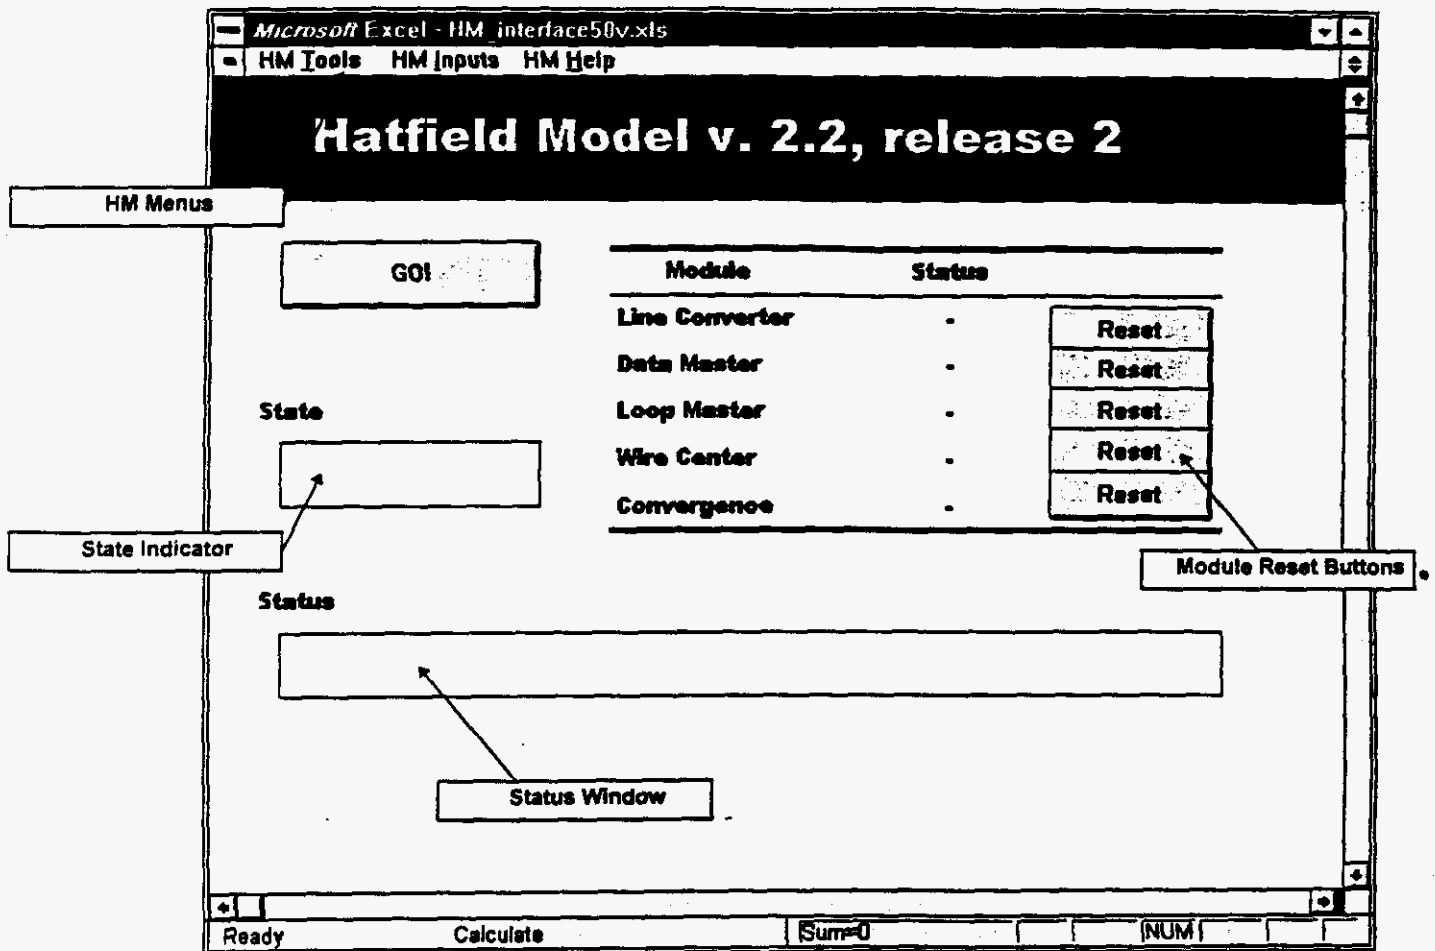 Microsoft Excel - HM_interface50v.xls
HM Tools HM Inputs HM Help
Hatfield Model v. 2.2, release 2
HM Menus
GO!
Module Status
Line Converter - Reset
Data Master - Reset
State
Loop Master - Reset
Wire Center - Reset
Convergence - Reset
State Indicator
Module Reset Buttons
Status
Status Window
Ready Calculate Sum=0 NUM